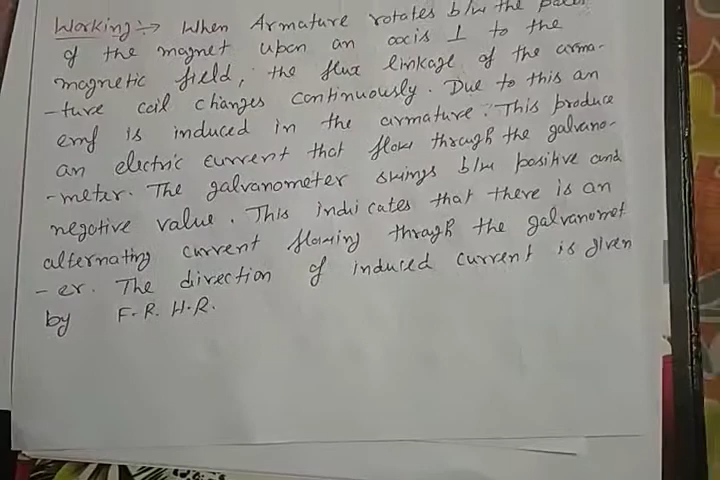 Working :→ When Armature rotates b/w the poles
of the magnet upon an axis ⊥ to the
magnetic field, the flux linkage of the arma-
-ture coil changes continuously. Due to this an
emf is induced in the armature. This produce
an electric current that flow through the galvano-
-meter. The galvanometer swings b/w positive and
negative value. This indicates that there is an
alternating current flowing through the galvanomet
-er. The direction of induced current is given
by F.R.H.R.